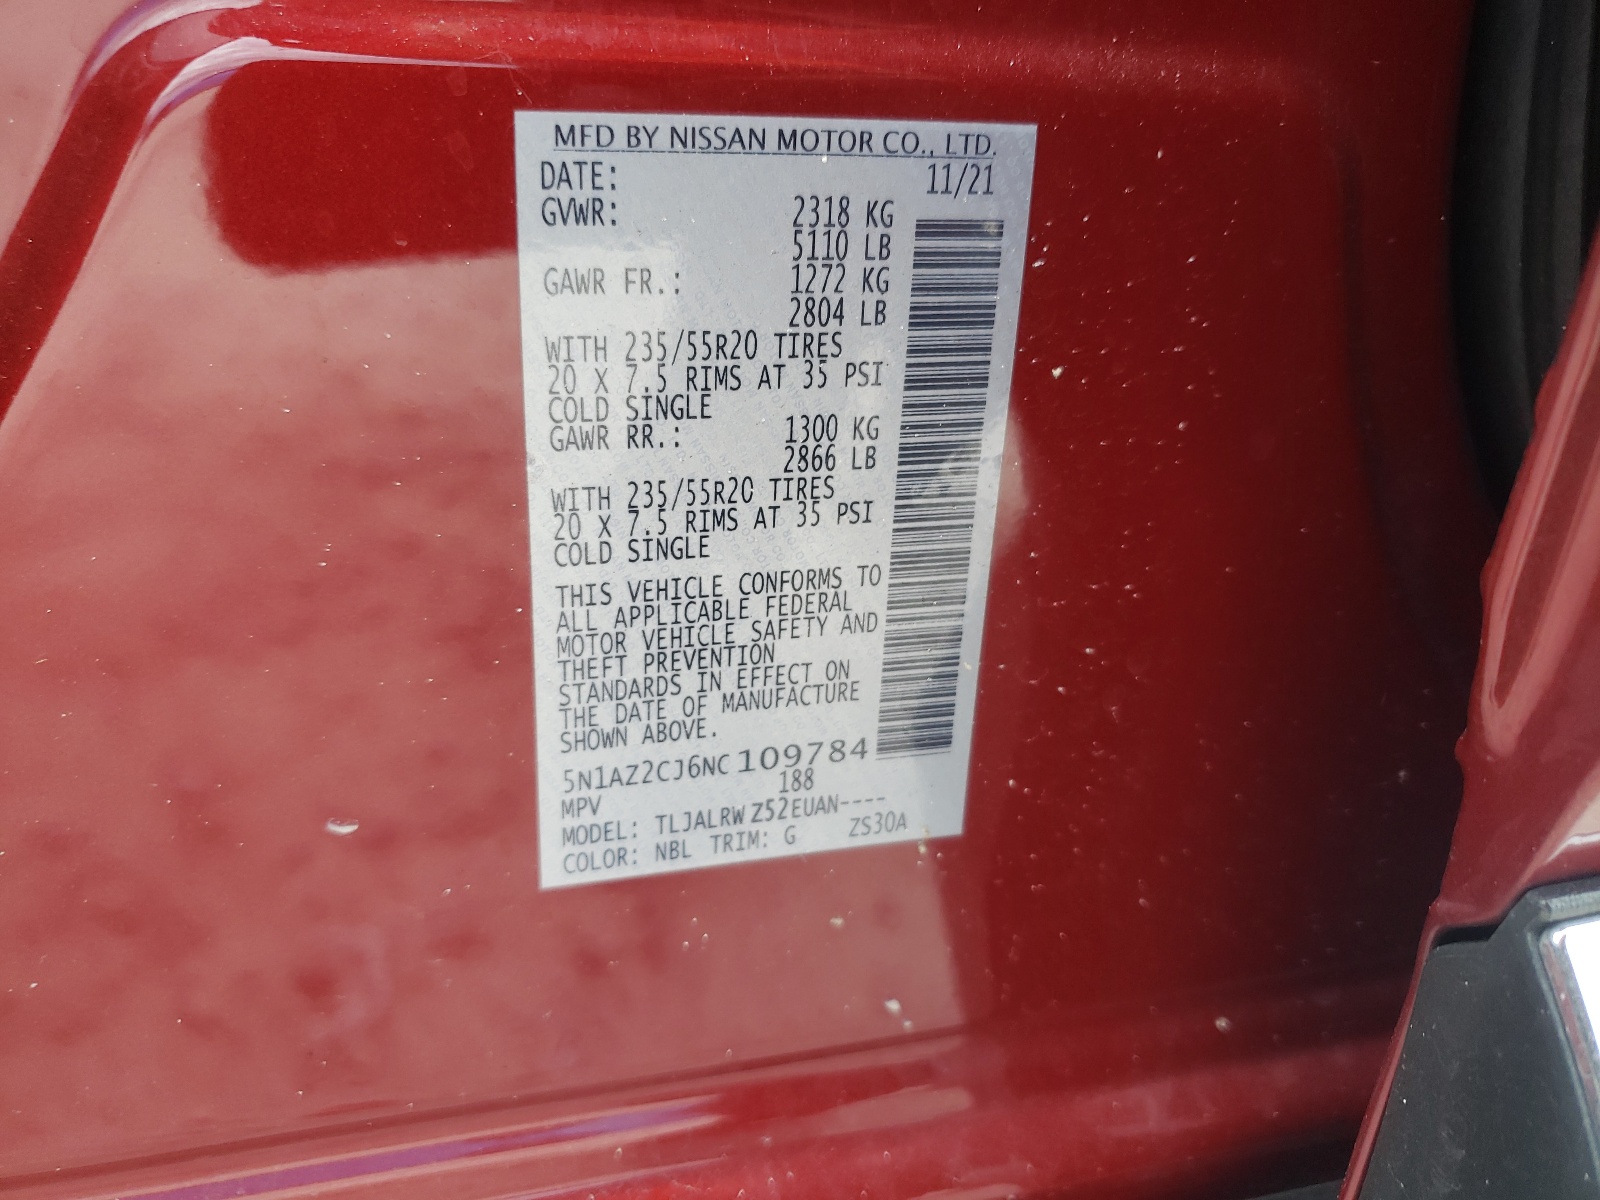 MFD BY NISSAN MOTOR CO., LTD.
DATE: 11/21
GVWR: 2318 KG
5110 LB
GAWR FR.: 1272 KG
2804 LB
WITH 235/55R20 TIRES
20 X 7.5 RIMS AT 35 PSI
COLD SINGLE
GAWR RR.: 1300 KG
2866 LB
WITH 235/55R20 TIRES
20 X 7.5 RIMS AT 35 PSI
COLD SINGLE
THIS VEHICLE CONFORMS TO
ALL APPLICABLE FEDERAL
MOTOR VEHICLE SAFETY AND
THEFT PREVENTION
STANDARDS IN EFFECT ON
THE DATE OF MANUFACTURE
SHOWN ABOVE.
5N1AZ2CJ6NC109784
MPV 188
MODEL: TLJALRWZ52EUAN----
COLOR: NBL TRIM: G ZS30A